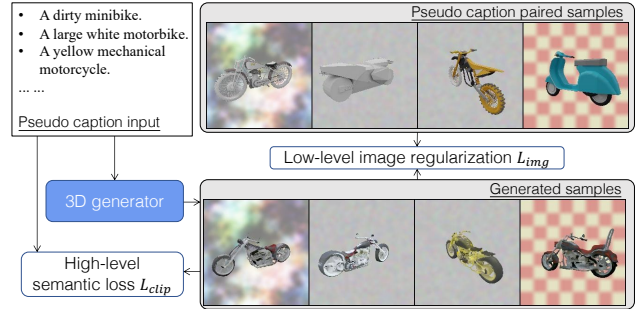 • A dirty minibike.
• A large white motorbike.
• A yellow mechanical
motorcycle.
... ...
Pseudo caption input
Pseudo caption paired samples
Low-level image regularization L_img
3D generator
Generated samples
High-level
semantic loss L_clip